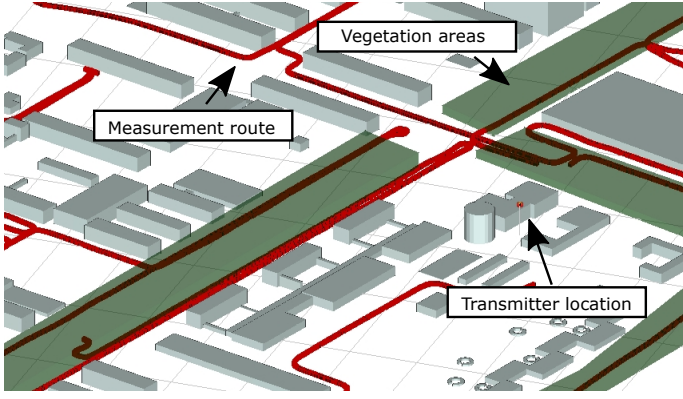 Vegetation areas
Measurement route
Transmitter location